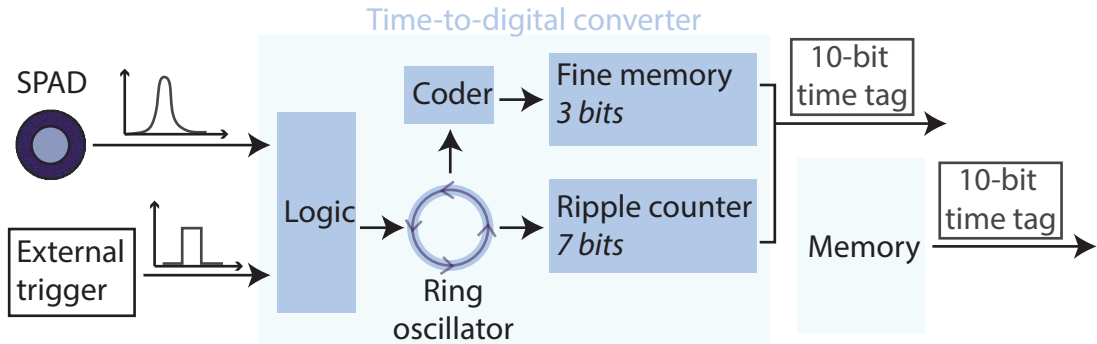 Time-to-digital converter
SPAD
External
trigger
Logic
Coder
Ring
oscillator
Fine memory
3 bits
Ripple counter
7 bits
10-bit
time tag
Memory
10-bit
time tag